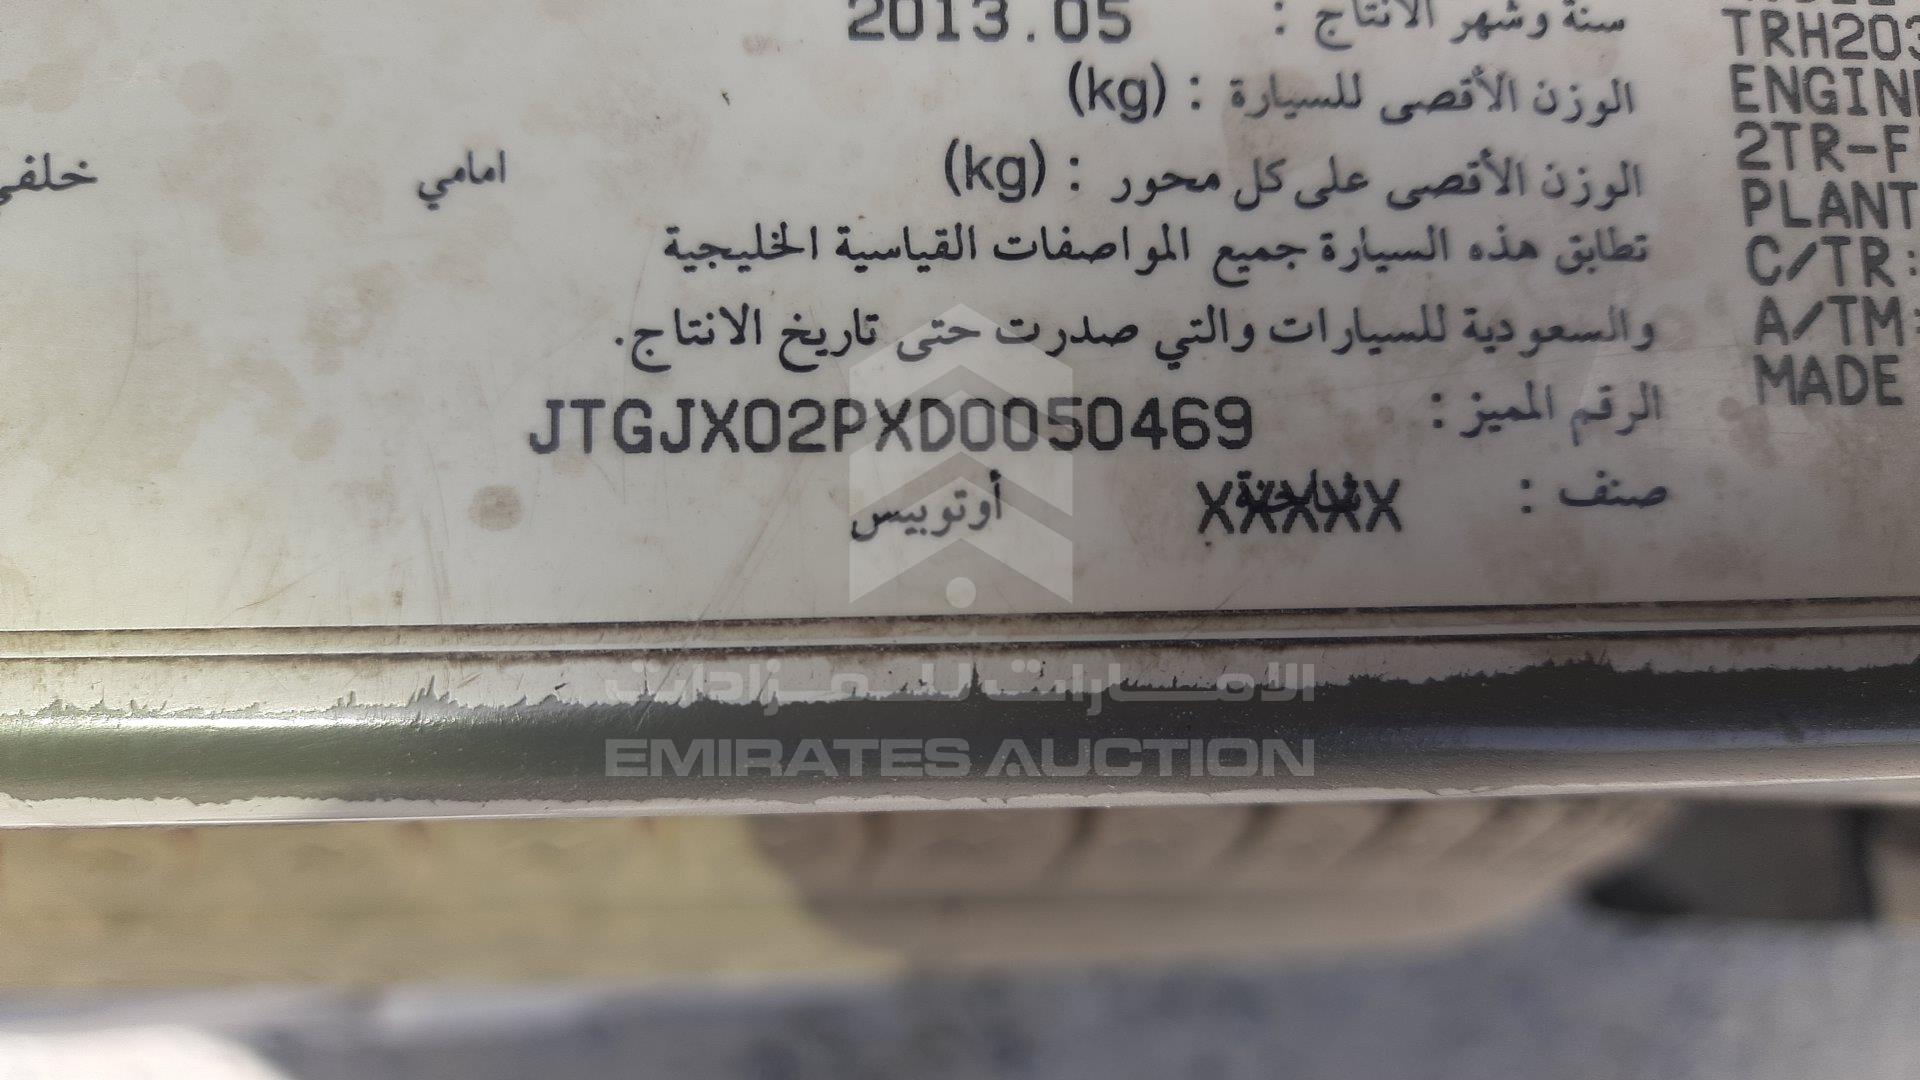 سنة وشهر الانتاج : 2013.05
الوزن الأقصى للسيارة : (kg)
الوزن الأقصى على كل محور : (kg) امامي خلفي
تطابق هذه السيارة جميع المواصفات القياسية الخليجية
والسعودية للسيارات والتي صدرت حتى تاريخ الانتاج.
الرقم المميز : JTGJX02PXD0050469
صنف : XXXXX أوتوبيس
TRH203
ENGINE
2TR-F
PLANT
C/TR:
A/TM:
MADE
الامارات للمزادات
EMIRATES AUCTION